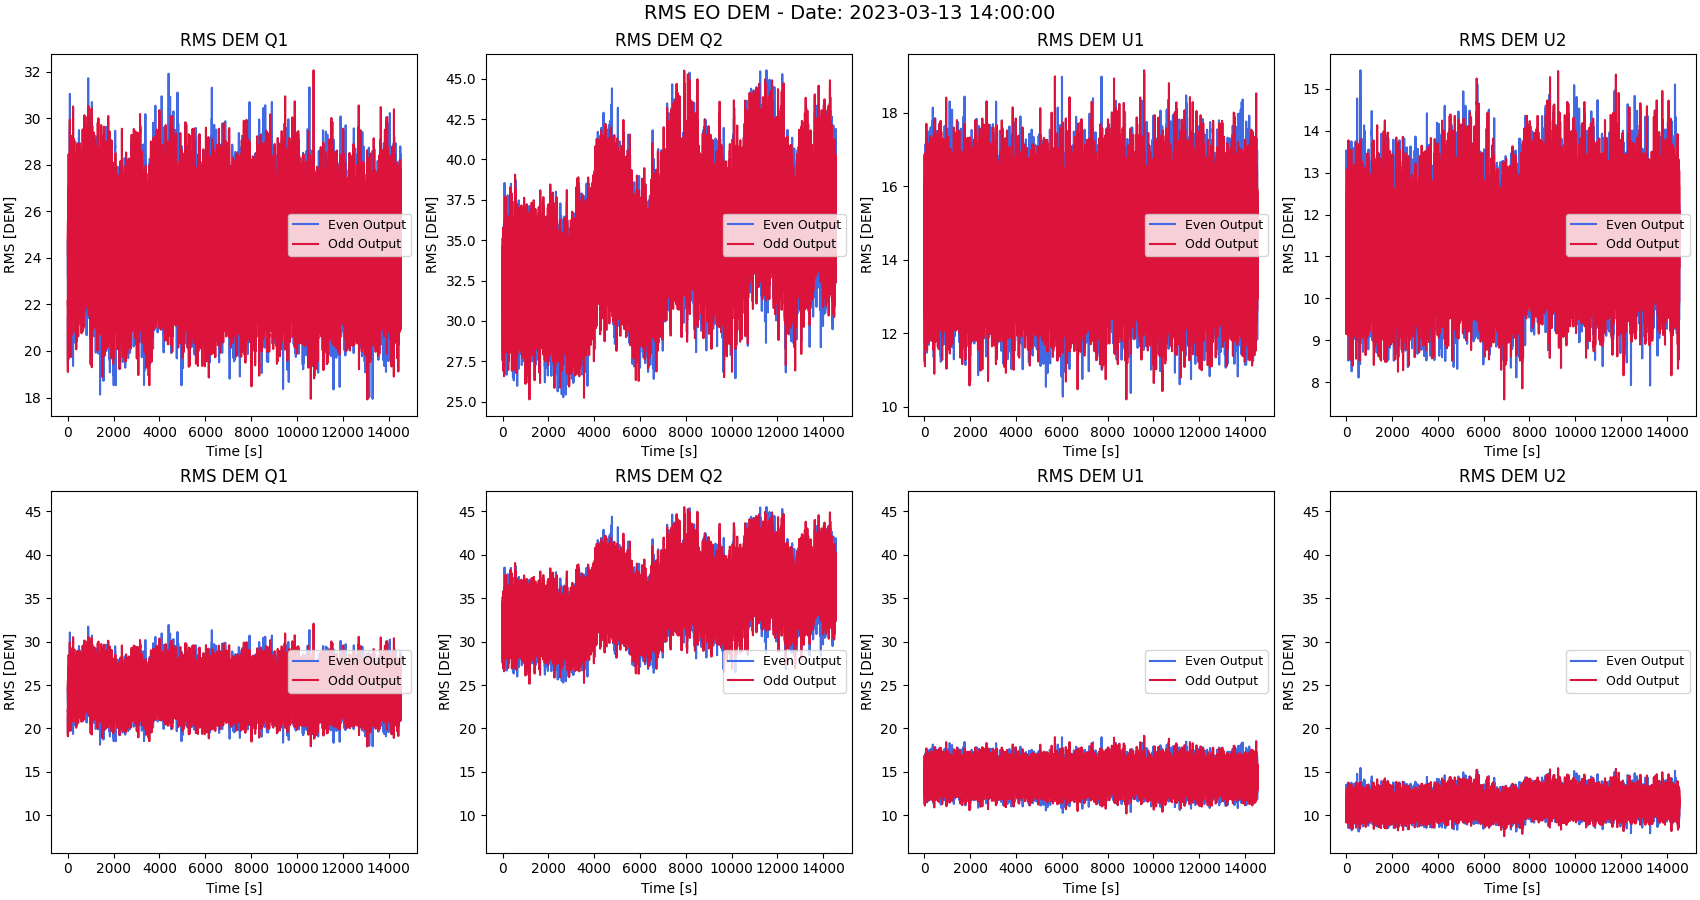 RMS EO DEM - Date: 2023-03-13 14:00:00
RMS DEM Q1
RMS [DEM]
32
30
28
26
24
22
20
18
Even Output
Odd Output
0 2000 4000 6000 8000 10000 12000 14000
Time [s]
RMS DEM Q2
RMS [DEM]
45.0
42.5
40.0
37.5
35.0
32.5
30.0
27.5
25.0
Even Output
Odd Output
0 2000 4000 6000 8000 10000 12000 14000
Time [s]
RMS DEM U1
RMS [DEM]
18
16
14
12
10
Even Output
Odd Output
0 2000 4000 6000 8000 10000 12000 14000
Time [s]
RMS DEM U2
RMS [DEM]
15
14
13
12
11
10
9
8
Even Output
Odd Output
0 2000 4000 6000 8000 10000 12000 14000
Time [s]
RMS DEM Q1
RMS [DEM]
45
40
35
30
25
20
15
10
Even Output
Odd Output
0 2000 4000 6000 8000 10000 12000 14000
Time [s]
RMS DEM Q2
RMS [DEM]
45
40
35
30
25
20
15
10
Even Output
Odd Output
0 2000 4000 6000 8000 10000 12000 14000
Time [s]
RMS DEM U1
RMS [DEM]
45
40
35
30
25
20
15
10
Even Output
Odd Output
0 2000 4000 6000 8000 10000 12000 14000
Time [s]
RMS DEM U2
RMS [DEM]
45
40
35
30
25
20
15
10
Even Output
Odd Output
0 2000 4000 6000 8000 10000 12000 14000
Time [s]